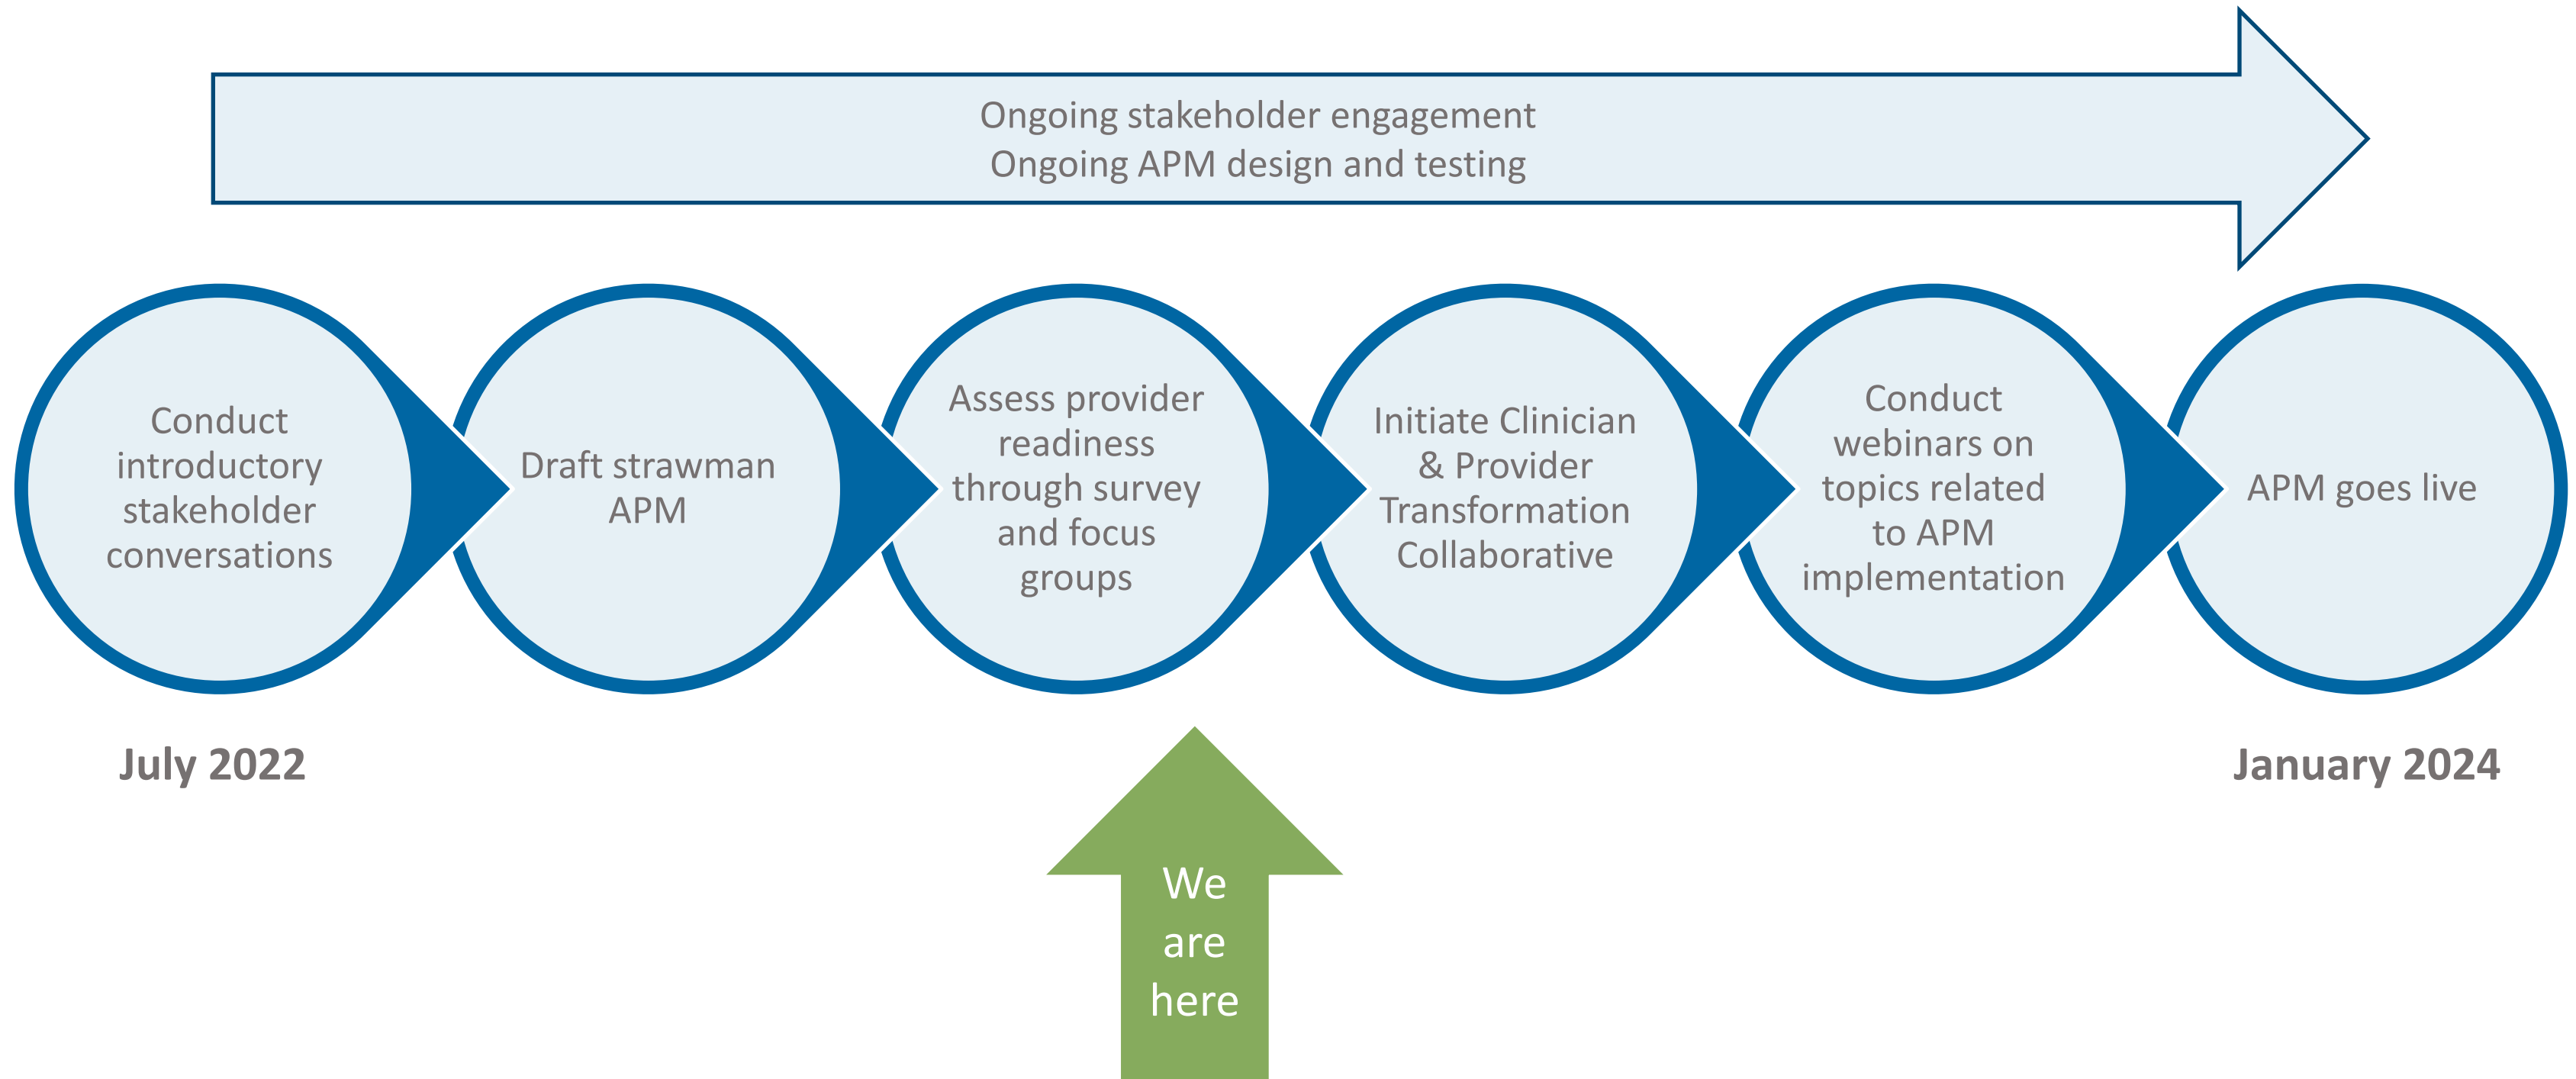 Ongoing stakeholder engagement
Ongoing APM design and testing
Conduct
introductory
stakeholder
conversations
Draft strawman
APM
Assess provider
readiness
through survey
and focus
groups
Initiate Clinician
& Provider
Transformation
Collaborative
Conduct
webinars on
topics related
to APM
implementation
APM goes live
July 2022
January 2024
We
are
here